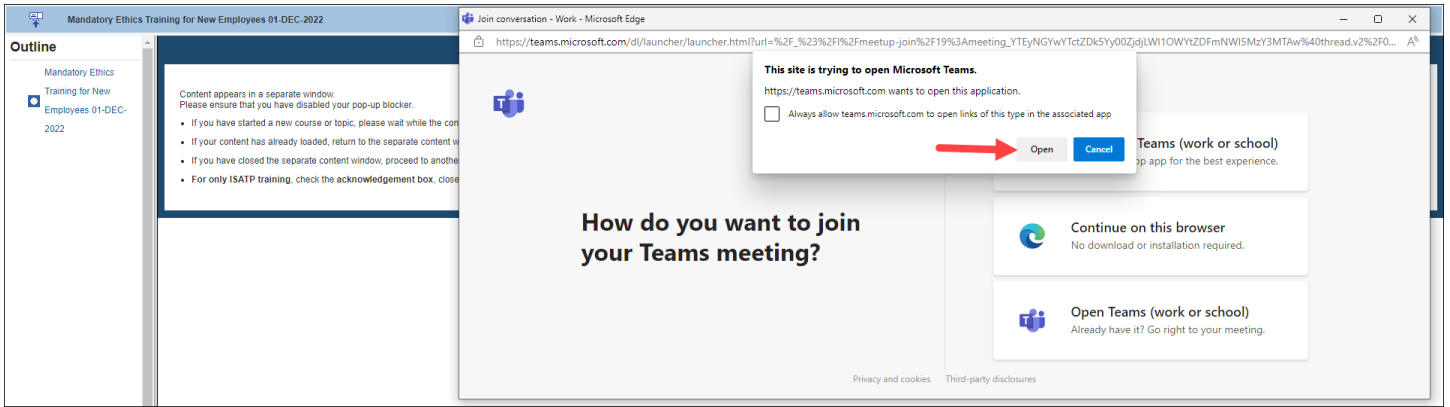 Mandatory Ethics Training for New Employees 01-DEC-2022
Outline
Mandatory Ethics
Training for New
Employees 01-DEC-
2022
Content appears in a separate window.
Please ensure that you have disabled your pop-up blocker.
• If you have started a new course or topic, please wait while the con
• If your content has already loaded, return to the separate content w
• If you have closed the separate content window, proceed to anothe
• For only ISATP training, check the acknowledgement box, close
Join conversation - Work - Microsoft Edge
https://teams.microsoft.com/dl/launcher/launcher.html?url=%2F_%23%2Fl%2Fmeetup-join%2F19%3Ameeting_YTEyNGYwYTctZDk5Yy00ZjdjLWI1OWYtZDFmNWI5MzY3MTAw%40thread.v2%2F0...
This site is trying to open Microsoft Teams.
https://teams.microsoft.com wants to open this application.
Always allow teams.microsoft.com to open links of this type in the associated app
Open
Cancel
How do you want to join
your Teams meeting?
Teams (work or school)
app for the best experience.
Continue on this browser
No download or installation required.
Open Teams (work or school)
Already have it? Go right to your meeting.
Privacy and cookies
Third-party disclosures